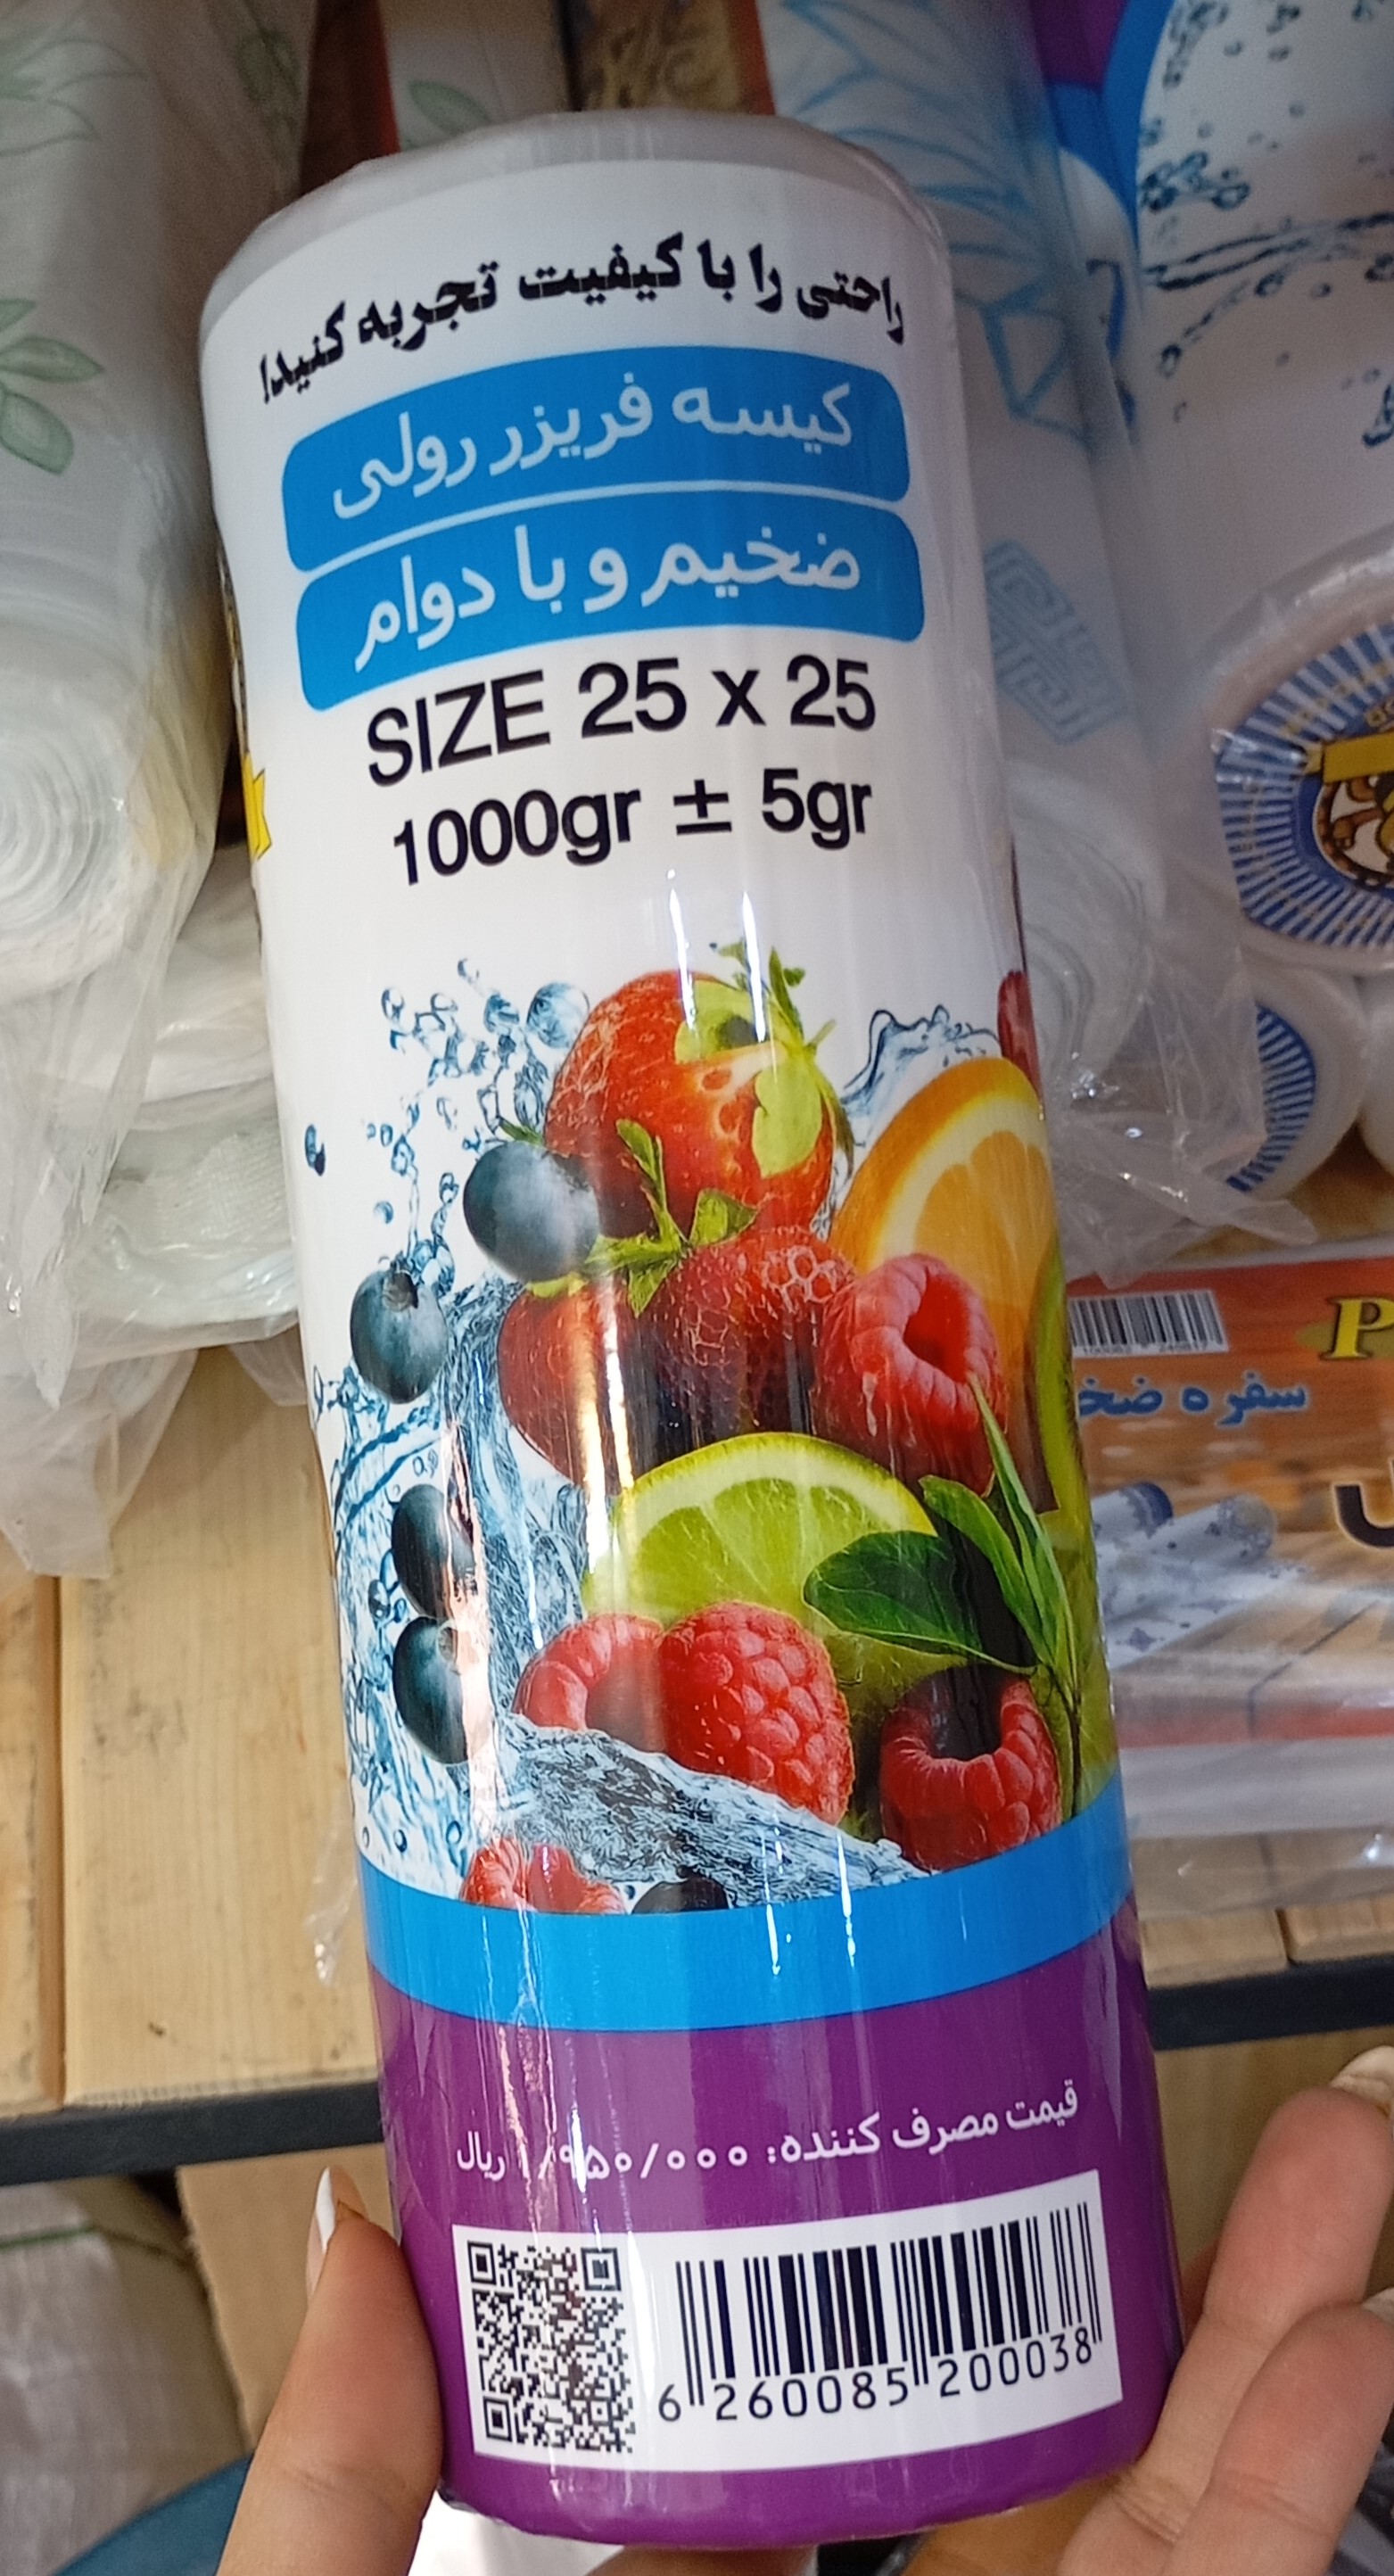 راحتی را با کیفیت تجربه کنید!
کیسه فریزر رولی
ضخیم و با دوام
SIZE 25 x 25
1000gr ± 5gr
سفره ضخ
قیمت مصرف کننده: ۱/۹۵۰/۰۰۰ ریال
6 260085 200038